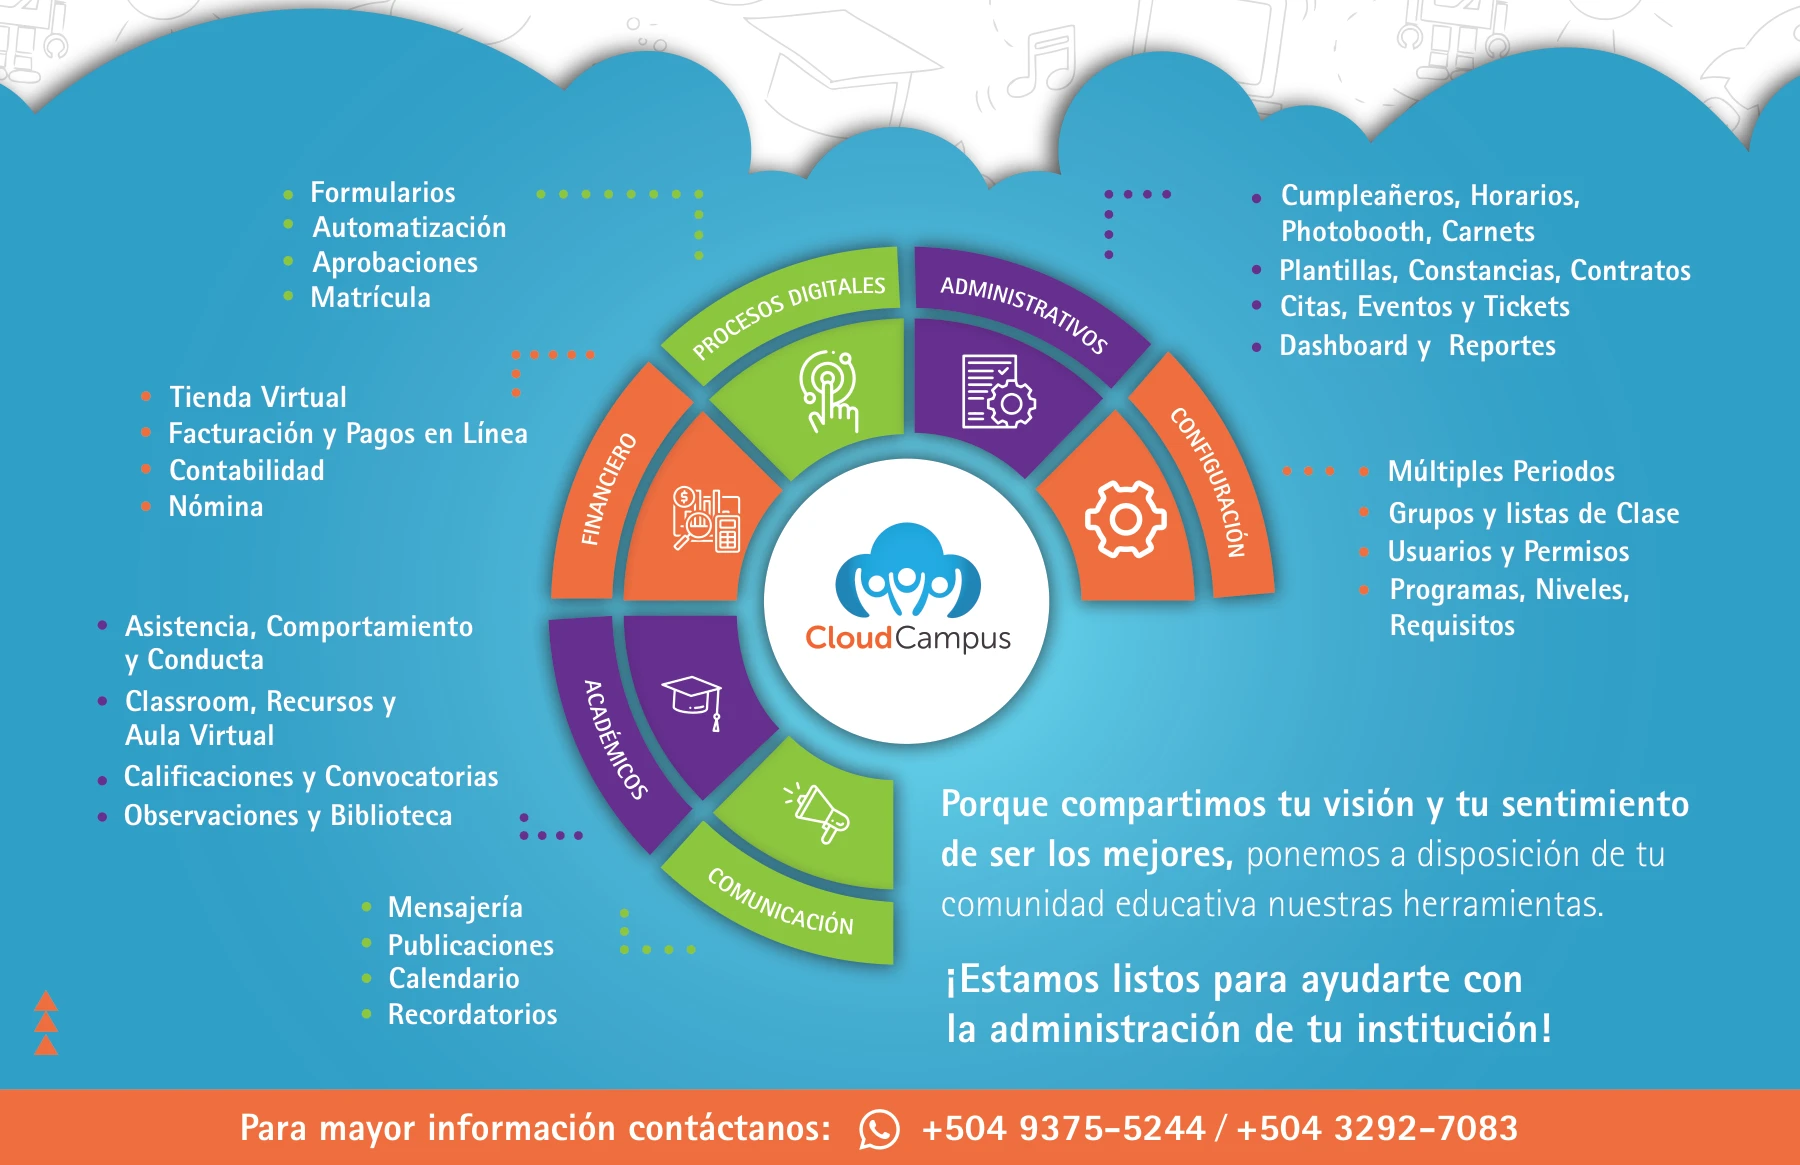 Formularios
Automatización
Aprobaciones
Matrícula
PROCESOS DIGITALES
ADMINISTRATIVOS
Cumpleañeros, Horarios,
Photobooth, Carnets
Plantillas, Constancias, Contratos
Citas, Eventos y Tickets
Dashboard y Reportes
Tienda Virtual
Facturación y Pagos en Línea
Contabilidad
Nómina
FINANCIERO
$
CONFIGURACIÓN
Múltiples Periodos
Grupos y listas de Clase
Usuarios y Permisos
Programas, Niveles,
Requisitos
CloudCampus
Asistencia, Comportamiento
y Conducta
Classroom, Recursos y
Aula Virtual
Calificaciones y Convocatorias
Observaciones y Biblioteca
ACADÉMICOS
COMUNICACIÓN
Mensajería
Publicaciones
Calendario
Recordatorios
Porque compartimos tu visión y tu sentimiento
de ser los mejores, ponemos a disposición de tu
comunidad educativa nuestras herramientas.
¡Estamos listos para ayudarte con
la administración de tu institución!
Para mayor información contáctanos: +504 9375-5244 / +504 3292-7083